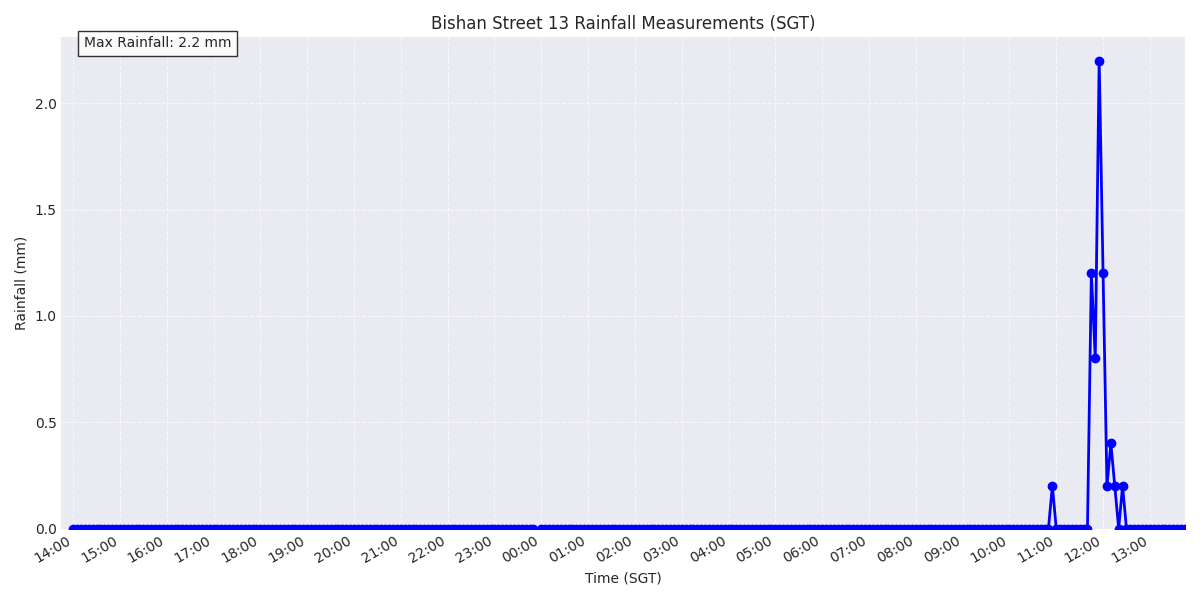 Bishan Street 13 Rainfall Measurements (SGT)
Max Rainfall: 2.2 mm
2.0
1.5
1.0
0.5
0.0
Rainfall (mm)
14:00 15:00 16:00 17:00 18:00 19:00 20:00 21:00 22:00 23:00 00:00 01:00 02:00 03:00 04:00 05:00 06:00 07:00 08:00 09:00 10:00 11:00 12:00 13:00
Time (SGT)